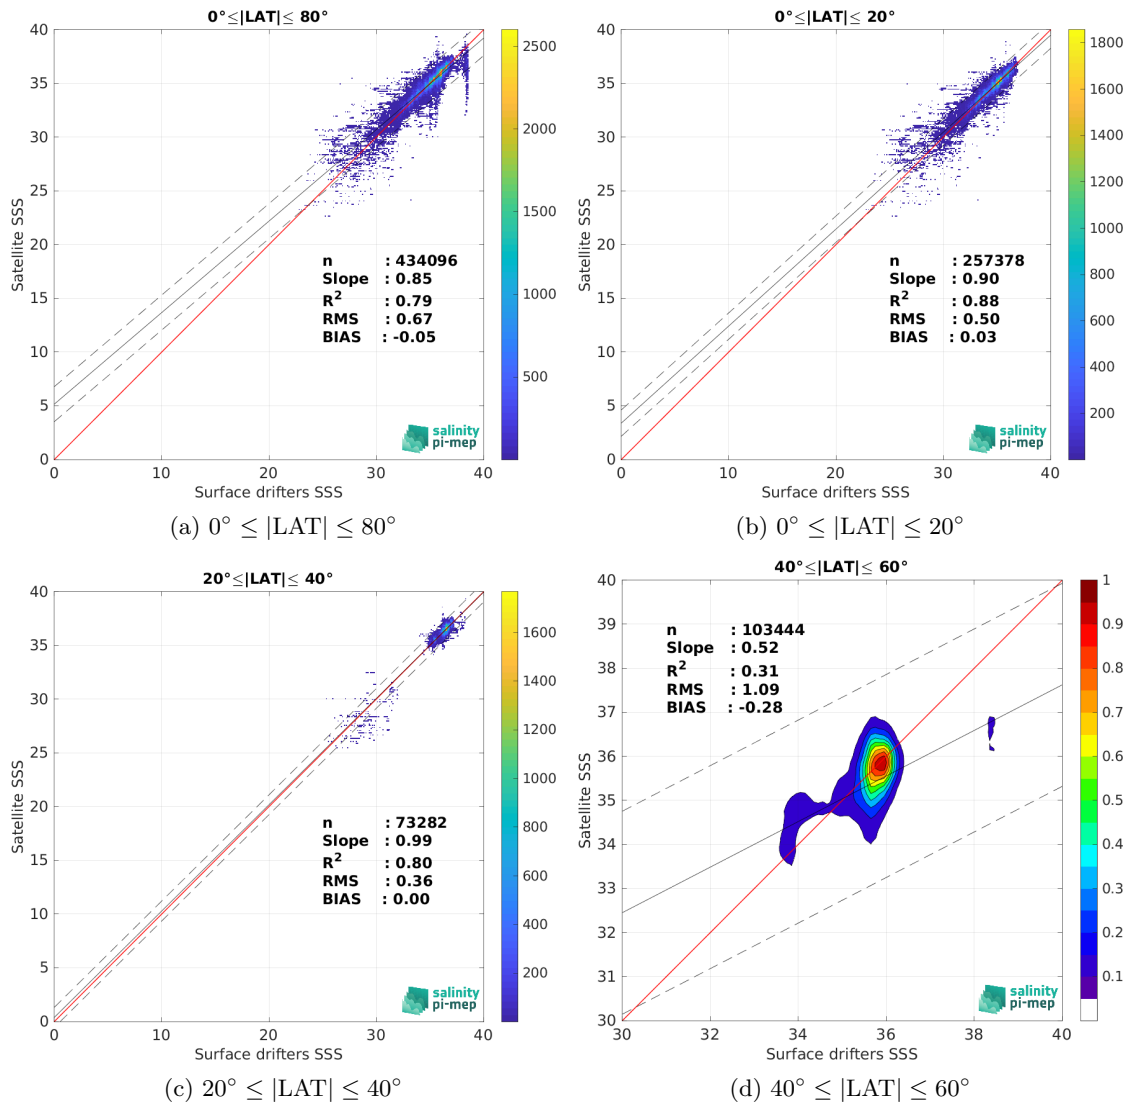 0°≤|LAT|≤ 80°
40
35
30
25
20
15
10
5
0
Satellite SSS
n : 434096
Slope : 0.85
R² : 0.79
RMS : 0.67
BIAS : -0.05
salinity
pi-mep
0 10 20 30 40
Surface drifters SSS
2500
2000
1500
1000
500
(a) 0° ≤ |LAT| ≤ 80°
0°≤|LAT|≤ 20°
40
35
30
25
20
15
10
5
0
Satellite SSS
n : 257378
Slope : 0.90
R² : 0.88
RMS : 0.50
BIAS : 0.03
salinity
pi-mep
0 10 20 30 40
Surface drifters SSS
1800
1600
1400
1200
1000
800
600
400
200
(b) 0° ≤ |LAT| ≤ 20°
20°≤|LAT|≤ 40°
40
35
30
25
20
15
10
5
0
Satellite SSS
n : 73282
Slope : 0.99
R² : 0.80
RMS : 0.36
BIAS : 0.00
salinity
pi-mep
0 10 20 30 40
Surface drifters SSS
1600
1400
1200
1000
800
600
400
200
(c) 20° ≤ |LAT| ≤ 40°
40°≤|LAT|≤ 60°
40
39
38
37
36
35
34
33
32
31
30
Satellite SSS
n : 103444
Slope : 0.52
R² : 0.31
RMS : 1.09
BIAS : -0.28
salinity
pi-mep
30 32 34 36 38 40
Surface drifters SSS
1
0.9
0.8
0.7
0.6
0.5
0.4
0.3
0.2
0.1
(d) 40° ≤ |LAT| ≤ 60°